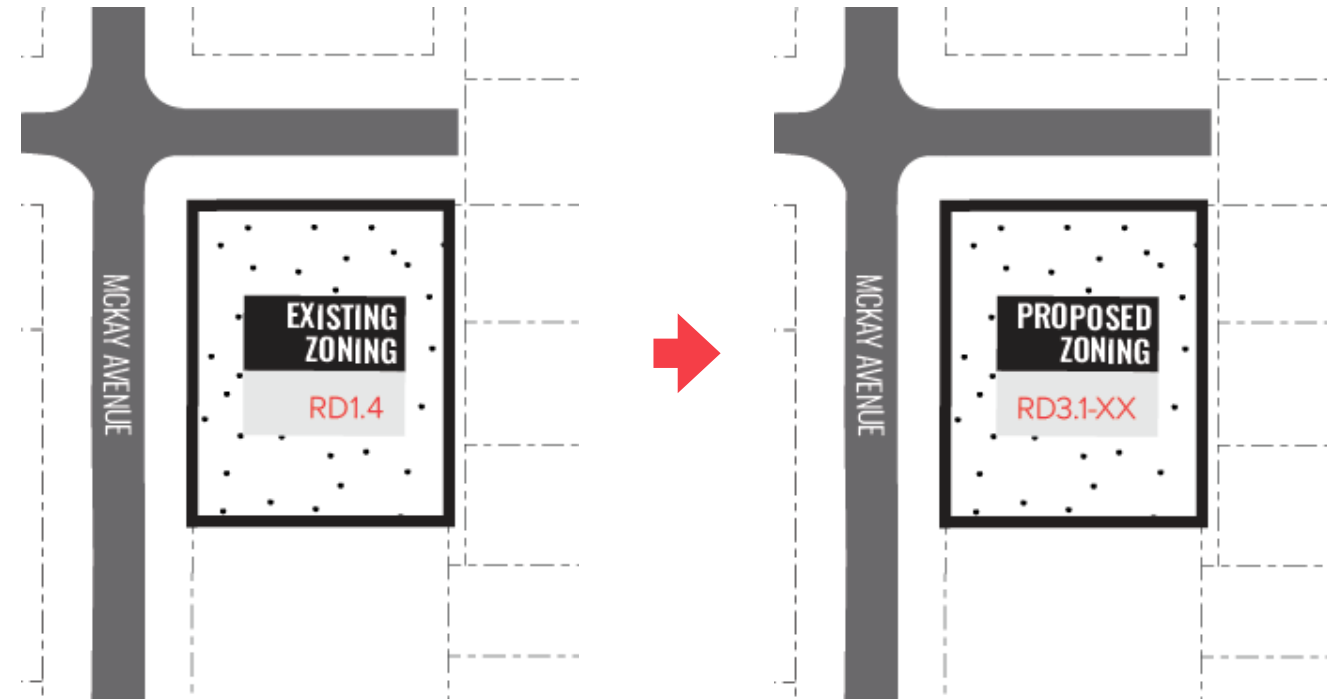 MCKAY AVENUE
EXISTING
ZONING
RD1.4
MCKAY AVENUE
PROPOSED
ZONING
RD3.1-XX